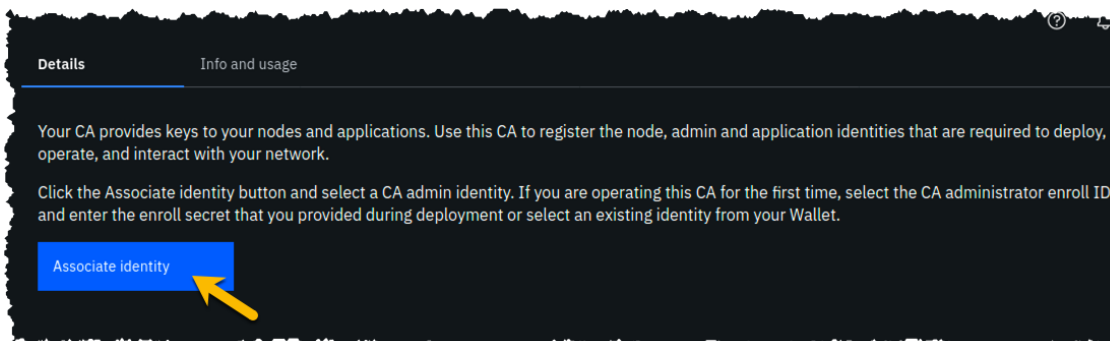 Details
Info and usage
Your CA provides keys to your nodes and applications. Use this CA to register the node, admin and application identities that are required to deploy,
operate, and interact with your network.
Click the Associate identity button and select a CA admin identity. If you are operating this CA for the first time, select the CA administrator enroll ID
and enter the enroll secret that you provided during deployment or select an existing identity from your Wallet.
Associate identity